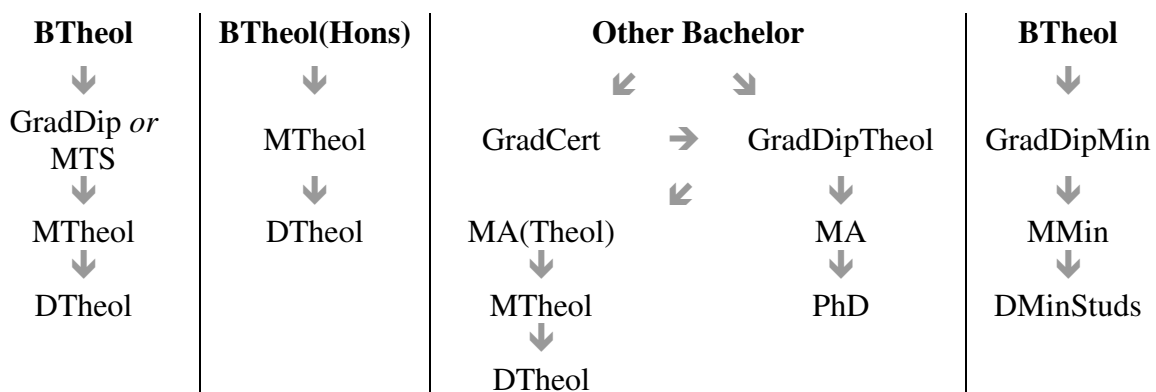 BTheol BTheol(Hons) Other Bachelor BTheol
GradDip or
MTS
MTheol GradCert GradDipTheol GradDipMin
MTheol DTheol MA(Theol) MA MMin
DTheol MTheol PhD DMinStuds
DTheol